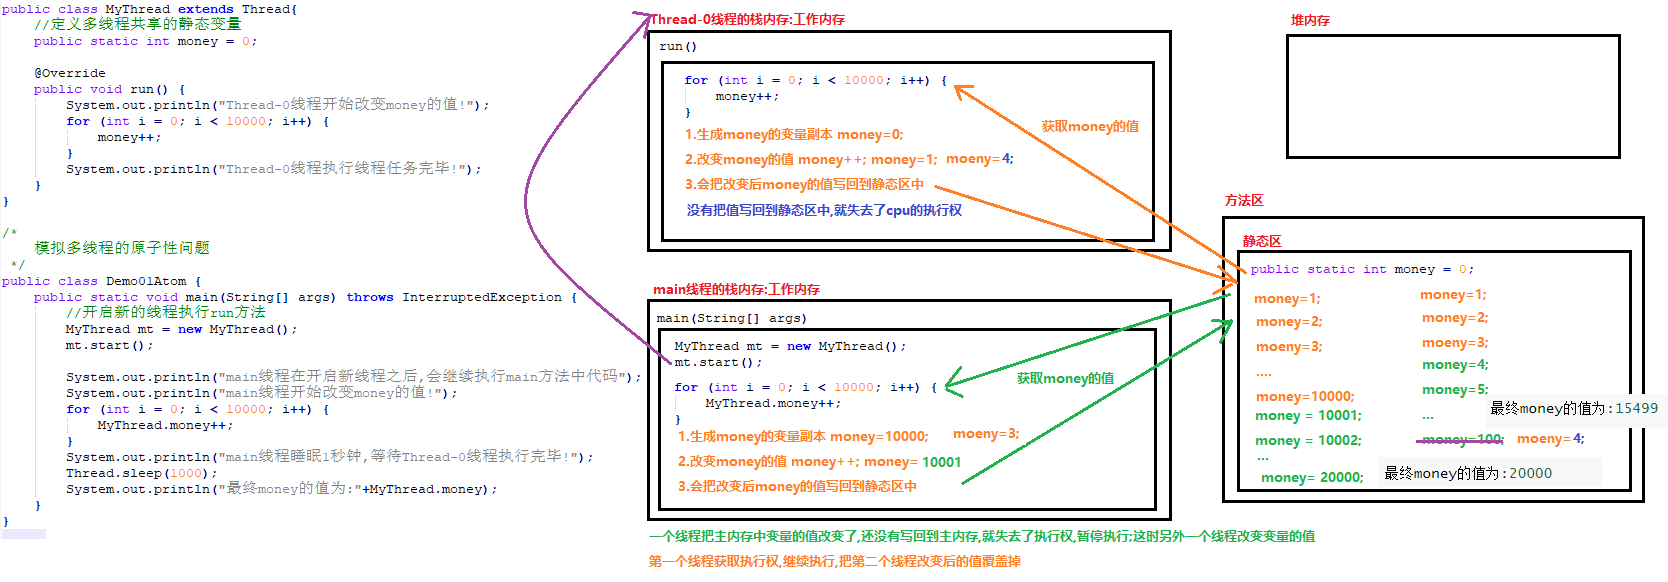 public class MyThread extends Thread{
//定义多线程共享的静态变量
public static int money = 0;
@Override
public void run() {
System.out.println("Thread-0线程开始改变money的值!");
for (int i = 0; i < 10000; i++) {
money++;
}
System.out.println("Thread-0线程执行线程任务完毕!");
}
}
/*
模拟多线程的原子性问题
*/
public class Demo01Atom {
public static void main(String[] args) throws InterruptedException {
//开启新的线程执行run方法
MyThread mt = new MyThread();
mt.start();
System.out.println("main线程在开启新线程之后,会继续执行main方法中代码");
System.out.println("main线程开始改变money的值!");
for (int i = 0; i < 10000; i++) {
MyThread.money++;
}
System.out.println("main线程睡眠1秒钟,等待Thread-0线程执行完毕!");
Thread.sleep(1000);
System.out.println("最终money的值为:"+MyThread.money);
}
}
Thread-0线程的栈内存:工作内存
run()
for (int i = 0; i < 10000; i++) {
money++;
}
1.生成money的变量副本 money=0;
2.改变money的值 money++; money=1; moeny=4;
3.会把改变后money的值写回到静态区中
没有把值写回到静态区中,就失去了cpu的执行权
获取money的值
main线程的栈内存:工作内存
main(String[] args)
MyThread mt = new MyThread();
mt.start();
for (int i = 0; i < 10000; i++) {
MyThread.money++;
}
1.生成money的变量副本 money=10000; moeny=3;
2.改变money的值 money++; money= 10001
3.会把改变后money的值写回到静态区中
获取money的值
一个线程把主内存中变量的值改变了,还没有写回到主内存,就失去了执行权,暂停执行;这时另外一个线程改变变量的值
第一个线程获取执行权,继续执行,把第二个线程改变后的值覆盖掉
堆内存
方法区
静态区
public static int money = 0;
money=1;
money=2;
moeny=3;
....
money=10000;
money = 10001;
money = 10002;
...
money= 20000;
money=1;
money=2;
moeny=3;
money=4;
money=5;
...
money=100; moeny=4;
最终money的值为:15499
最终money的值为:20000